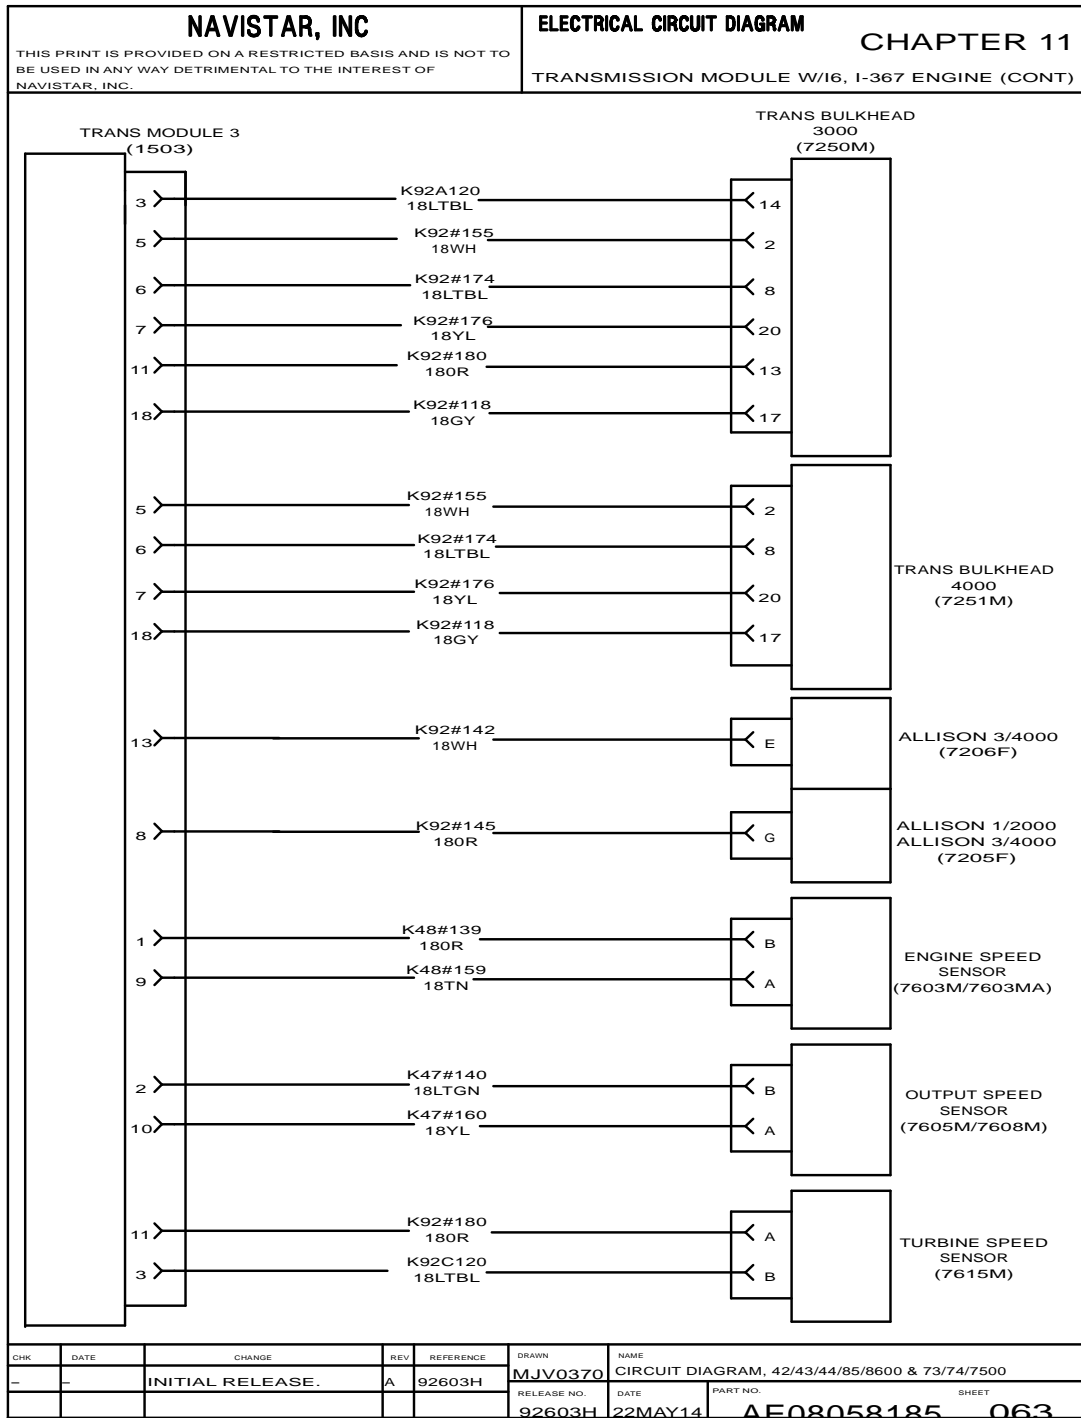 NAVISTAR, INC
THIS PRINT IS PROVIDED ON A RESTRICTED BASIS AND IS NOT TO
BE USED IN ANY WAY DETRIMENTAL TO THE INTEREST OF
NAVISTAR, INC.
ELECTRICAL CIRCUIT DIAGRAM
CHAPTER 11
TRANSMISSION MODULE W/I6, I-367 ENGINE (CONT)
TRANS MODULE 3
(1503)
TRANS BULKHEAD
3000
(7250M)
3 K92A120 14
18LTBL
5 K92#155 2
18WH
6 K92#174 8
18LTBL
7 K92#176 20
18YL
11 K92#180 13
180R
18 K92#118 17
18GY
5 K92#155 2
18WH
6 K92#174 8
18LTBL
TRANS BULKHEAD
4000
(7251M)
7 K92#176 20
18YL
18 K92#118 17
18GY
13 K92#142 E
18WH
ALLISON 3/4000
(7206F)
8 K92#145 G
180R
ALLISON 1/2000
ALLISON 3/4000
(7205F)
1 K48#139 B
180R
9 K48#159 A
18TN
ENGINE SPEED
SENSOR
(7603M/7603MA)
2 K47#140 B
18LTGN
10 K47#160 A
18YL
OUTPUT SPEED
SENSOR
(7605M/7608M)
11 K92#180 A
180R
3 K92C120 B
18LTBL
TURBINE SPEED
SENSOR
(7615M)
CHK DATE CHANGE REV REFERENCE
– – INITIAL RELEASE. A 92603H
DRAWN
MJV0370
NAME
CIRCUIT DIAGRAM, 42/43/44/85/8600 & 73/74/7500
RELEASE NO. DATE PART NO. SHEET
92603H 22MAY14 AE08058185 063